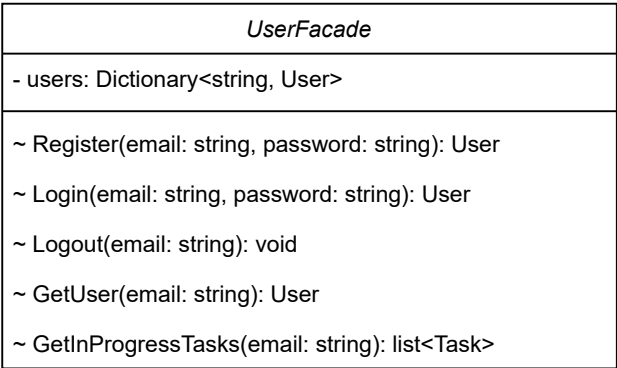 UserFacade
- users: Dictionary<string, User>
~ Register(email: string, password: string): User
~ Login(email: string, password: string): User
~ Logout(email: string): void
~ GetUser(email: string): User
~ GetInProgressTasks(email: string): list<Task>